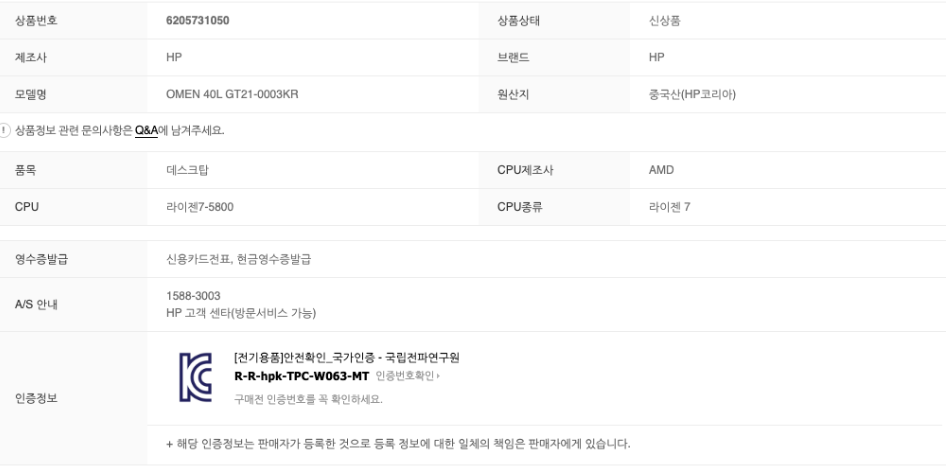 상품번호 6205731050 상품상태 신상품
제조사 HP 브랜드 HP
모델명 OMEN 40L GT21-0003KR 원산지 중국산(HP코리아)
! 상품정보 관련 문의사항은 Q&A에 남겨주세요.
품목 데스크탑 CPU제조사 AMD
CPU 라이젠7-5800 CPU종류 라이젠 7
영수증발급 신용카드전표, 현금영수증발급
A/S 안내 1588-3003
HP 고객 센타(방문서비스 가능)
인증정보
KC
[전기용품]안전확인_국가인증 - 국립전파연구원
R-R-hpk-TPC-W063-MT 인증번호확인 ›
구매전 인증번호를 꼭 확인하세요.
+ 해당 인증정보는 판매자가 등록한 것으로 등록 정보에 대한 일체의 책임은 판매자에게 있습니다.